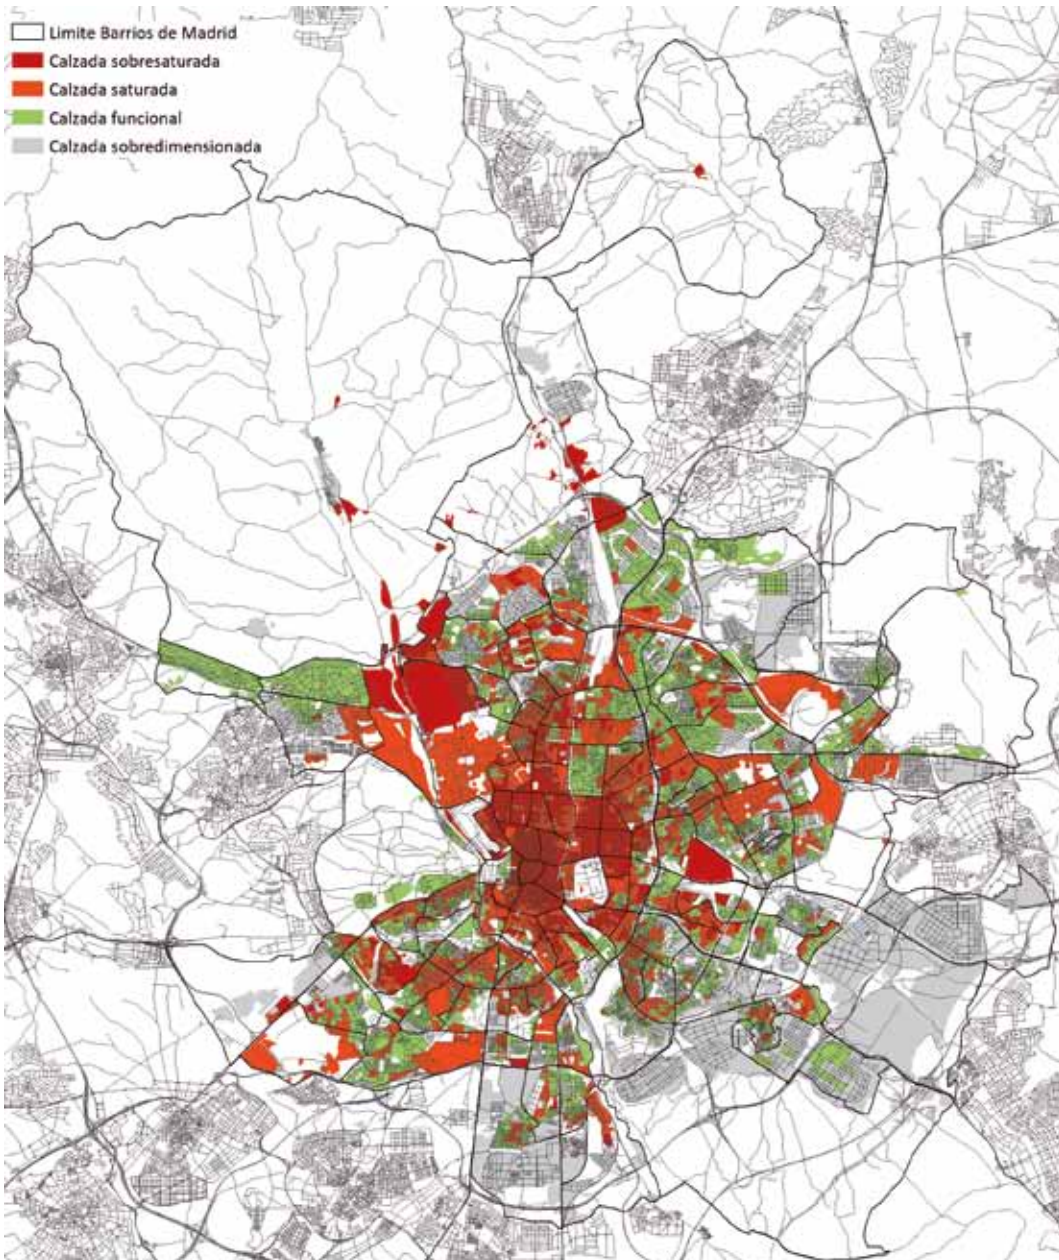 Limite Barrios de Madrid
Calzada sobresaturada
Calzada saturada
Calzada funcional
Calzada sobredimensionada